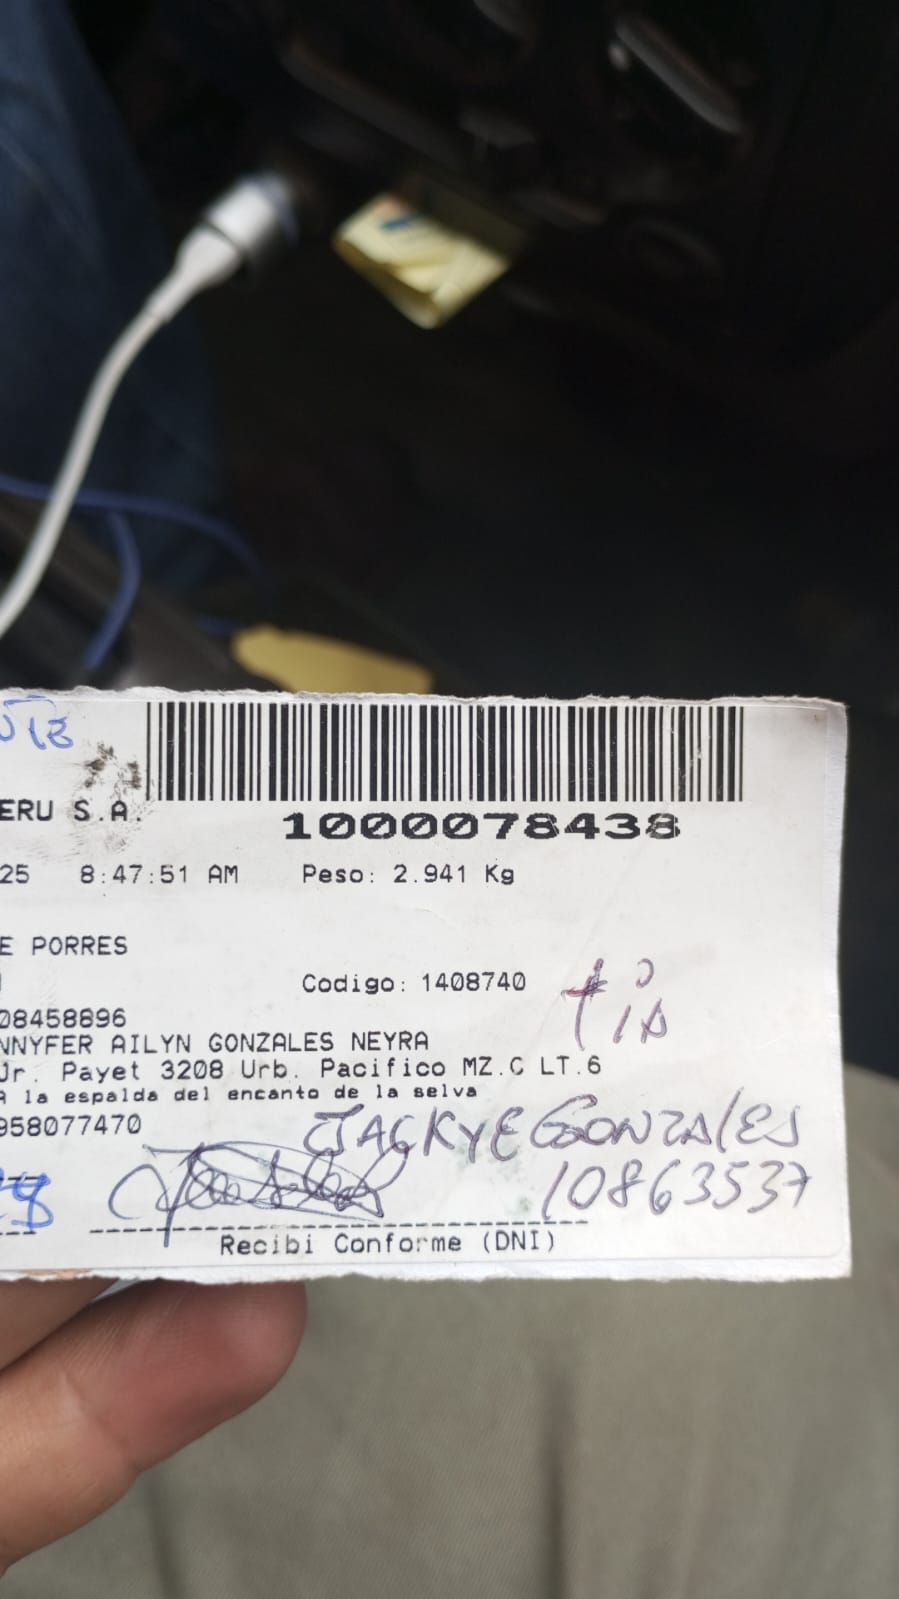 ERU S.A.
1000078438
25 8:47:51 AM Peso: 2.941 Kg
E PORRES
Codigo: 1408740
tia
08458896
NNYFER AILYN GONZALES NEYRA
Jr. Payet 3208 Urb. Pacifico MZ.C LT.6
A la espalda del encanto de la selva
958077470
JACKYE GONZALES
10863537
Recibi Conforme (DNI)